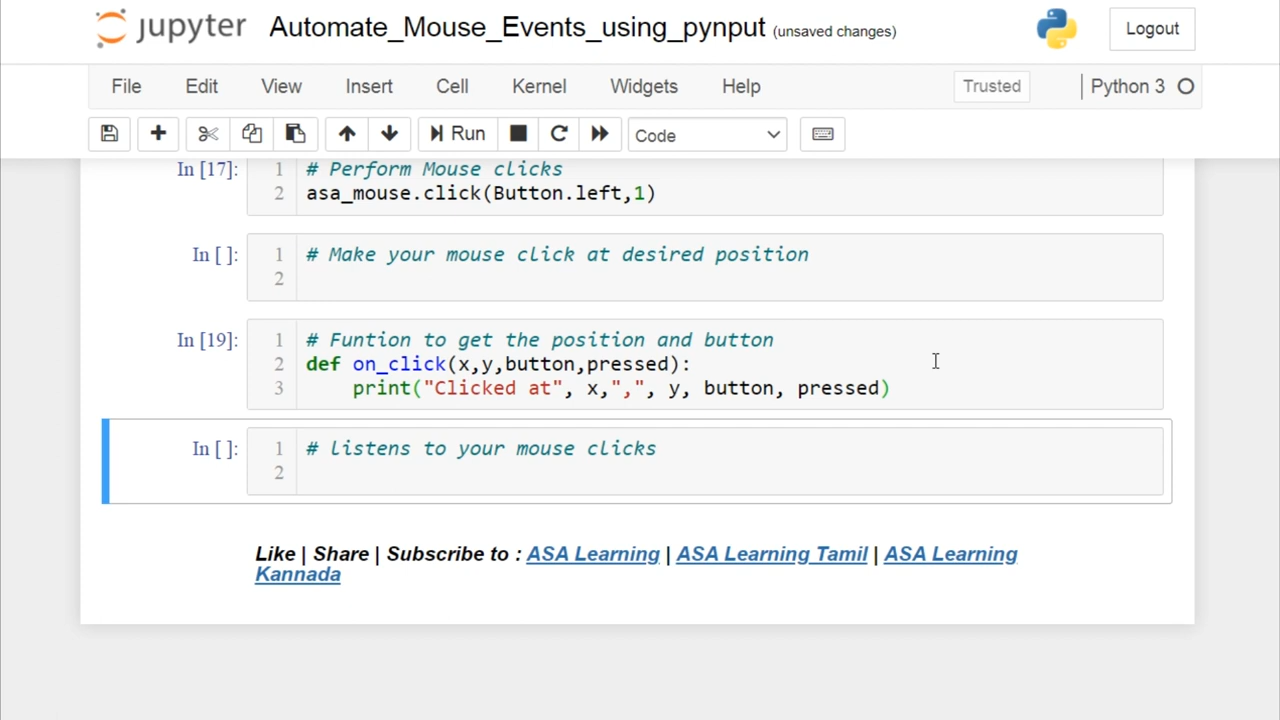 jupyter Automate_Mouse_Events_using_pynput (unsaved changes) Logout
File Edit View Insert Cell Kernel Widgets Help Trusted Python 3
Run Code
In [17]: 1 # Perform Mouse clicks
2 asa_mouse.click(Button.left,1)
In [ ]: 1 # Make your mouse click at desired position
2
In [19]: 1 # Funtion to get the position and button
2 def on_click(x,y,button,pressed):
3 print("Clicked at", x,",", y, button, pressed)
In [ ]: 1 # listens to your mouse clicks
2
Like | Share | Subscribe to : ASA Learning | ASA Learning Tamil | ASA Learning
Kannada